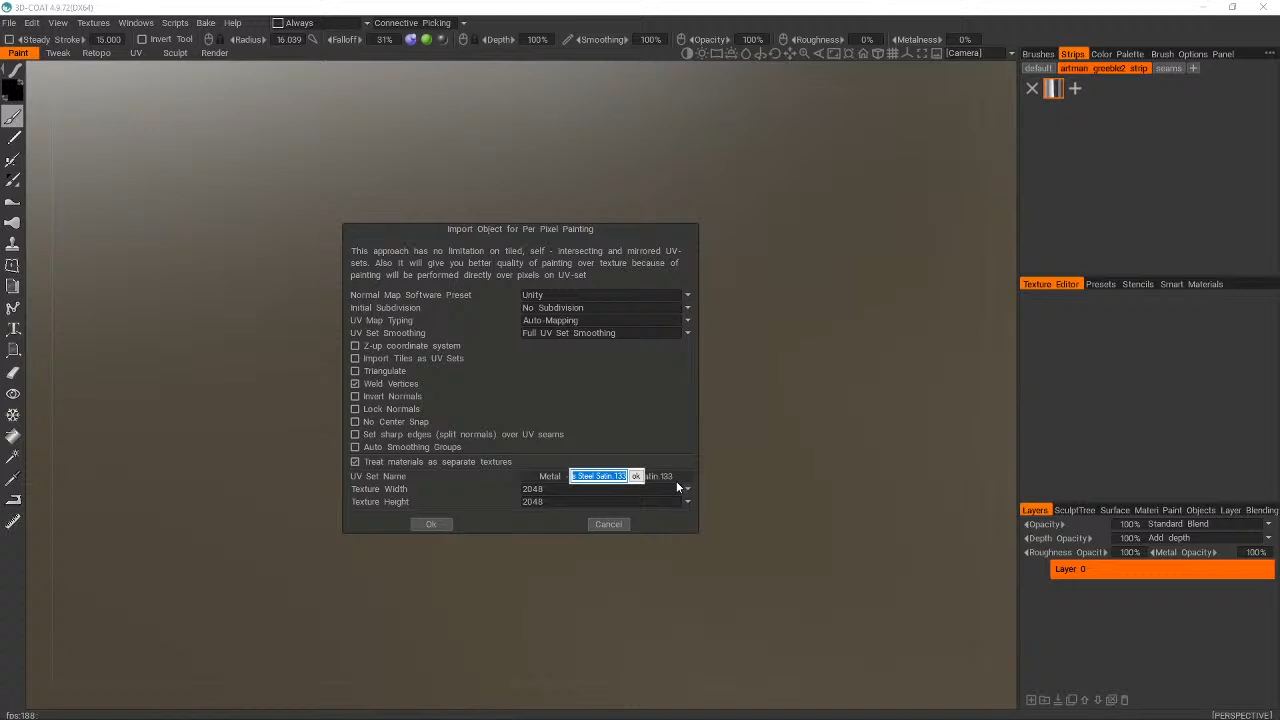 3D-COAT 4.9.72(DX64)
File Edit View Textures Windows Scripts Bake Help Always Connective Picking
Steady Stroke 15.000 Invert Tool Radius 16.039 Falloff 31% Depth 100% Smoothing 100% Opacity 100% Roughness 0% Metalness 0%
Paint Tweak Retopo UV Sculpt Render [Camera]
Brushes Strips Color Palette Brush Options Panel
default artman greeble2 strip seams
Import Object for Per Pixel Painting
This approach has no limitation on tiled, self - intersecting and mirrored UV-
sets. Also it will give you better quality of painting over texture because of
painting will be performed directly over pixels on UV-set
Normal Map Software Preset Unity
Initial Subdivision No Subdivision
UV Map Typing Auto-Mapping
UV Set Smoothing Full UV Set Smoothing
Z-up coordinate system
Import Tiles as UV Sets
Triangulate
Weld Vertices
Invert Normals
Lock Normals
No Center Snap
Set sharp edges (split normals) over UV seams
Auto Smoothing Groups
Treat materials as separate textures
UV Set Name Metal s Steel Satin.133 ok atin.133
Texture Width 2048
Texture Height 2048
Ok Cancel
Texture Editor Presets Stencils Smart Materials
Layers SculptTree Surface Materi Paint Objects Layer Blending
Opacity 100% Standard Blend
Depth Opacity 100% Add depth
Roughness Opacit 100% Metal Opacity 100%
Layer 0
fps:188: [PERSPECTIVE]